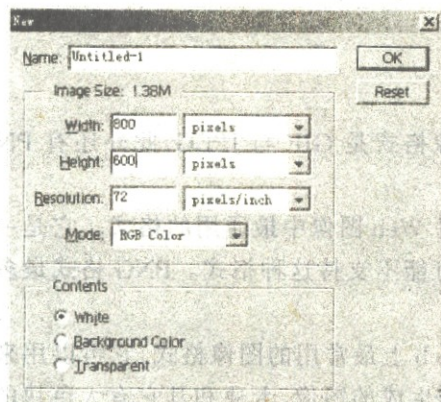 New
Name: Untitled-1
OK
Image Size: 1.38M
Reset
Width: 800 pixels
Height: 600 pixels
Resolution: 72 pixels/inch
Mode: RGB Color
Contents
White
Background Color
Transparent